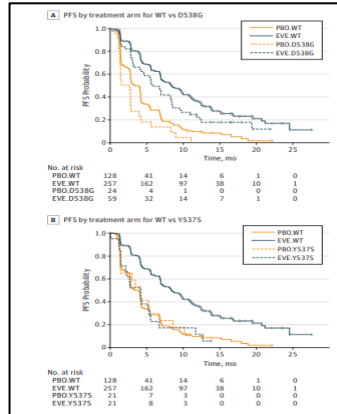 A PFS by treatment arm for WT vs D538G
PBO.WT
EVE.WT
PBO.D538G
EVE.D538G
PFS Probability
1.0
0.8
0.6
0.4
0.2
0
0 5 10 15 20 25
Time, mo
No. at risk
PBO.WT 128 41 14 6 1 0
EVE.WT 257 162 97 38 10 1
PBO.D538G 24 4 1 0 0 0
EVE.D538G 59 32 14 7 1 0
B PFS by treatment arm for WT vs Y537S
PBO.WT
EVE.WT
PBO.Y537S
EVE.Y537S
PFS Probability
1.0
0.8
0.6
0.4
0.2
0
0 5 10 15 20 25
Time, mo
No. at risk
PBO.WT 128 41 14 6 1 0
EVE.WT 257 162 97 38 10 1
PBO.Y537S 21 7 3 0 0 0
EVE.Y537S 21 8 3 0 0 0